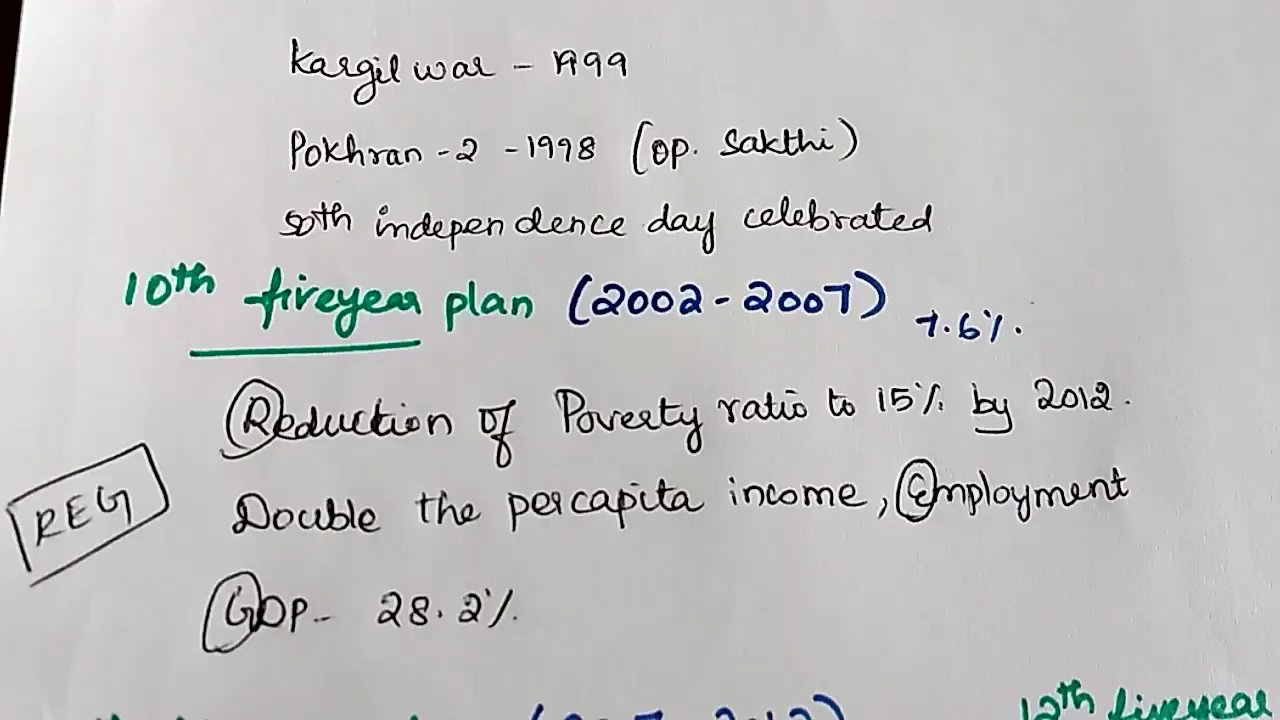 Kargil war - 1999
Pokhran - 2 - 1998 (op. Sakthi)
50th independence day celebrated
10th fiveyear plan (2002-2007) 7.6%.
Reduction of Poverty ratio to 15% by 2012.
REG
Double the percapita income, Employment
GDP - 28.2%.
12th fiveyear